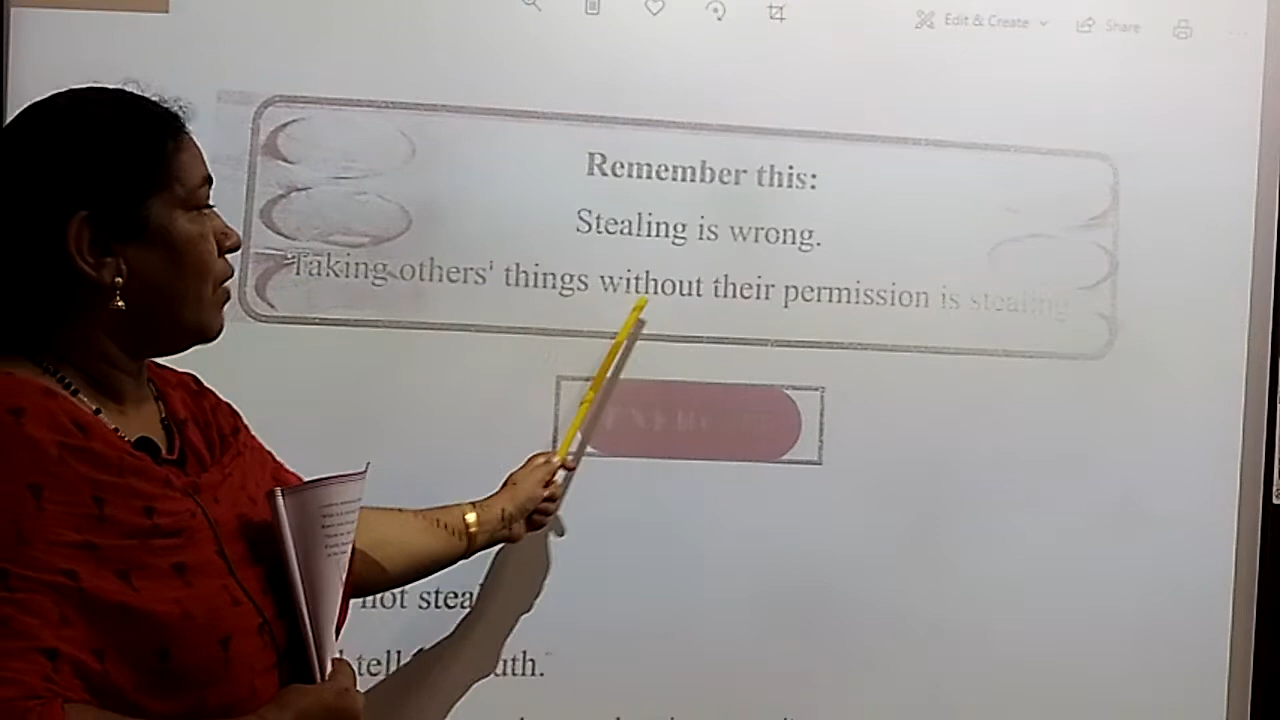 Edit & Create
Share
Remember this:
Stealing is wrong.
Taking others' things without their permission is stealing
not steal
tell